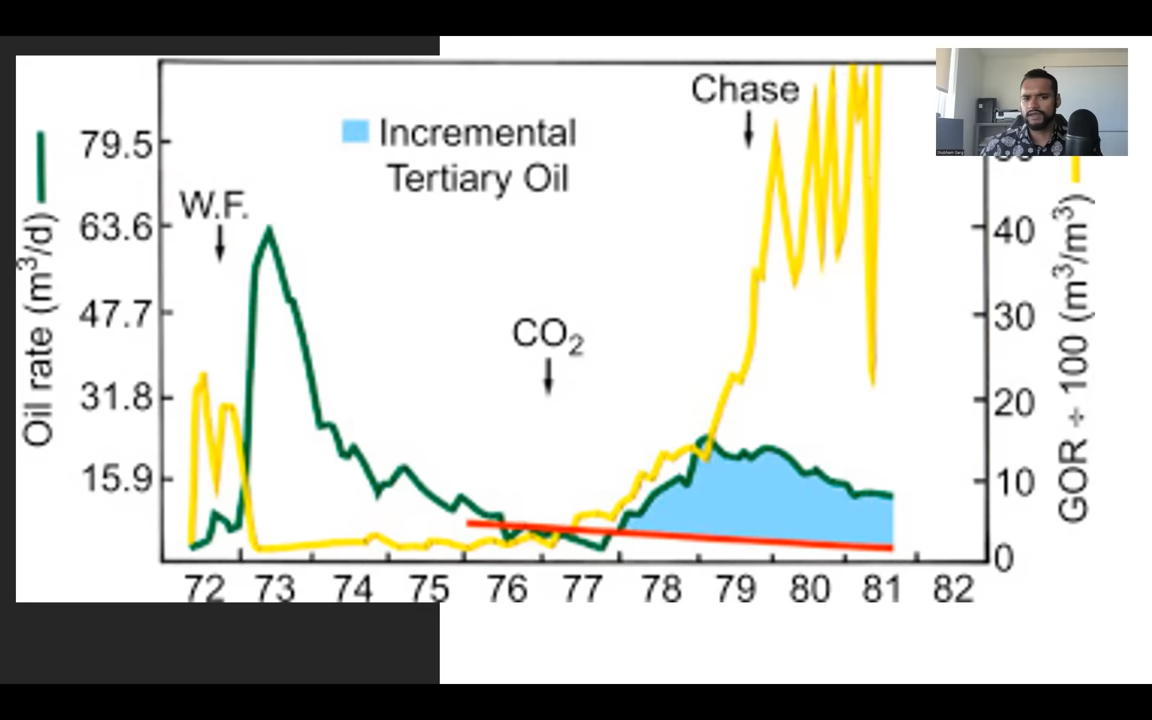 Chase
Incremental
Tertiary Oil
W.F.
CO₂
79.5
63.6
47.7
31.8
15.9
Oil rate (m³/d)
40
30
20
10
0
GOR ÷ 100 (m³/m³)
72 73 74 75 76 77 78 79 80 81 82